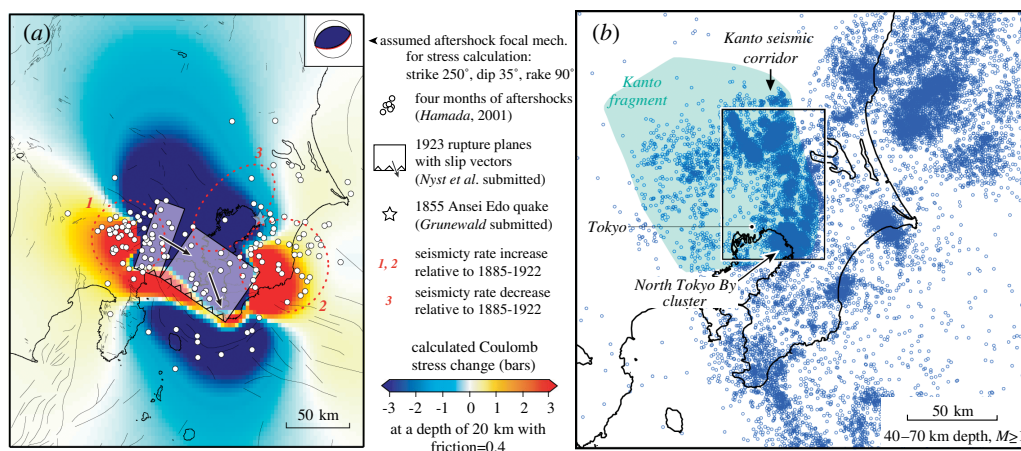 (a)
assumed aftershock focal mech.
for stress calculation:
strike 250°, dip 35°, rake 90°
four months of aftershocks
(Hamada, 2001)
1923 rupture planes
with slip vectors
(Nyst et al. submitted)
1855 Ansei Edo quake
(Grunewald submitted)
1, 2
seismicity rate increase
relative to 1885-1922
3
seismicty rate decrease
relative to 1885-1922
calculated Coulomb
stress change (bars)
-3 -2 -1 0 1 2 3
at a depth of 20 km with
friction=0.4
3
1
2
50 km
(b)
Kanto seismic
corridor
Kanto
fragment
Tokyo
North Tokyo By
cluster
50 km
40–70 km depth, M≥